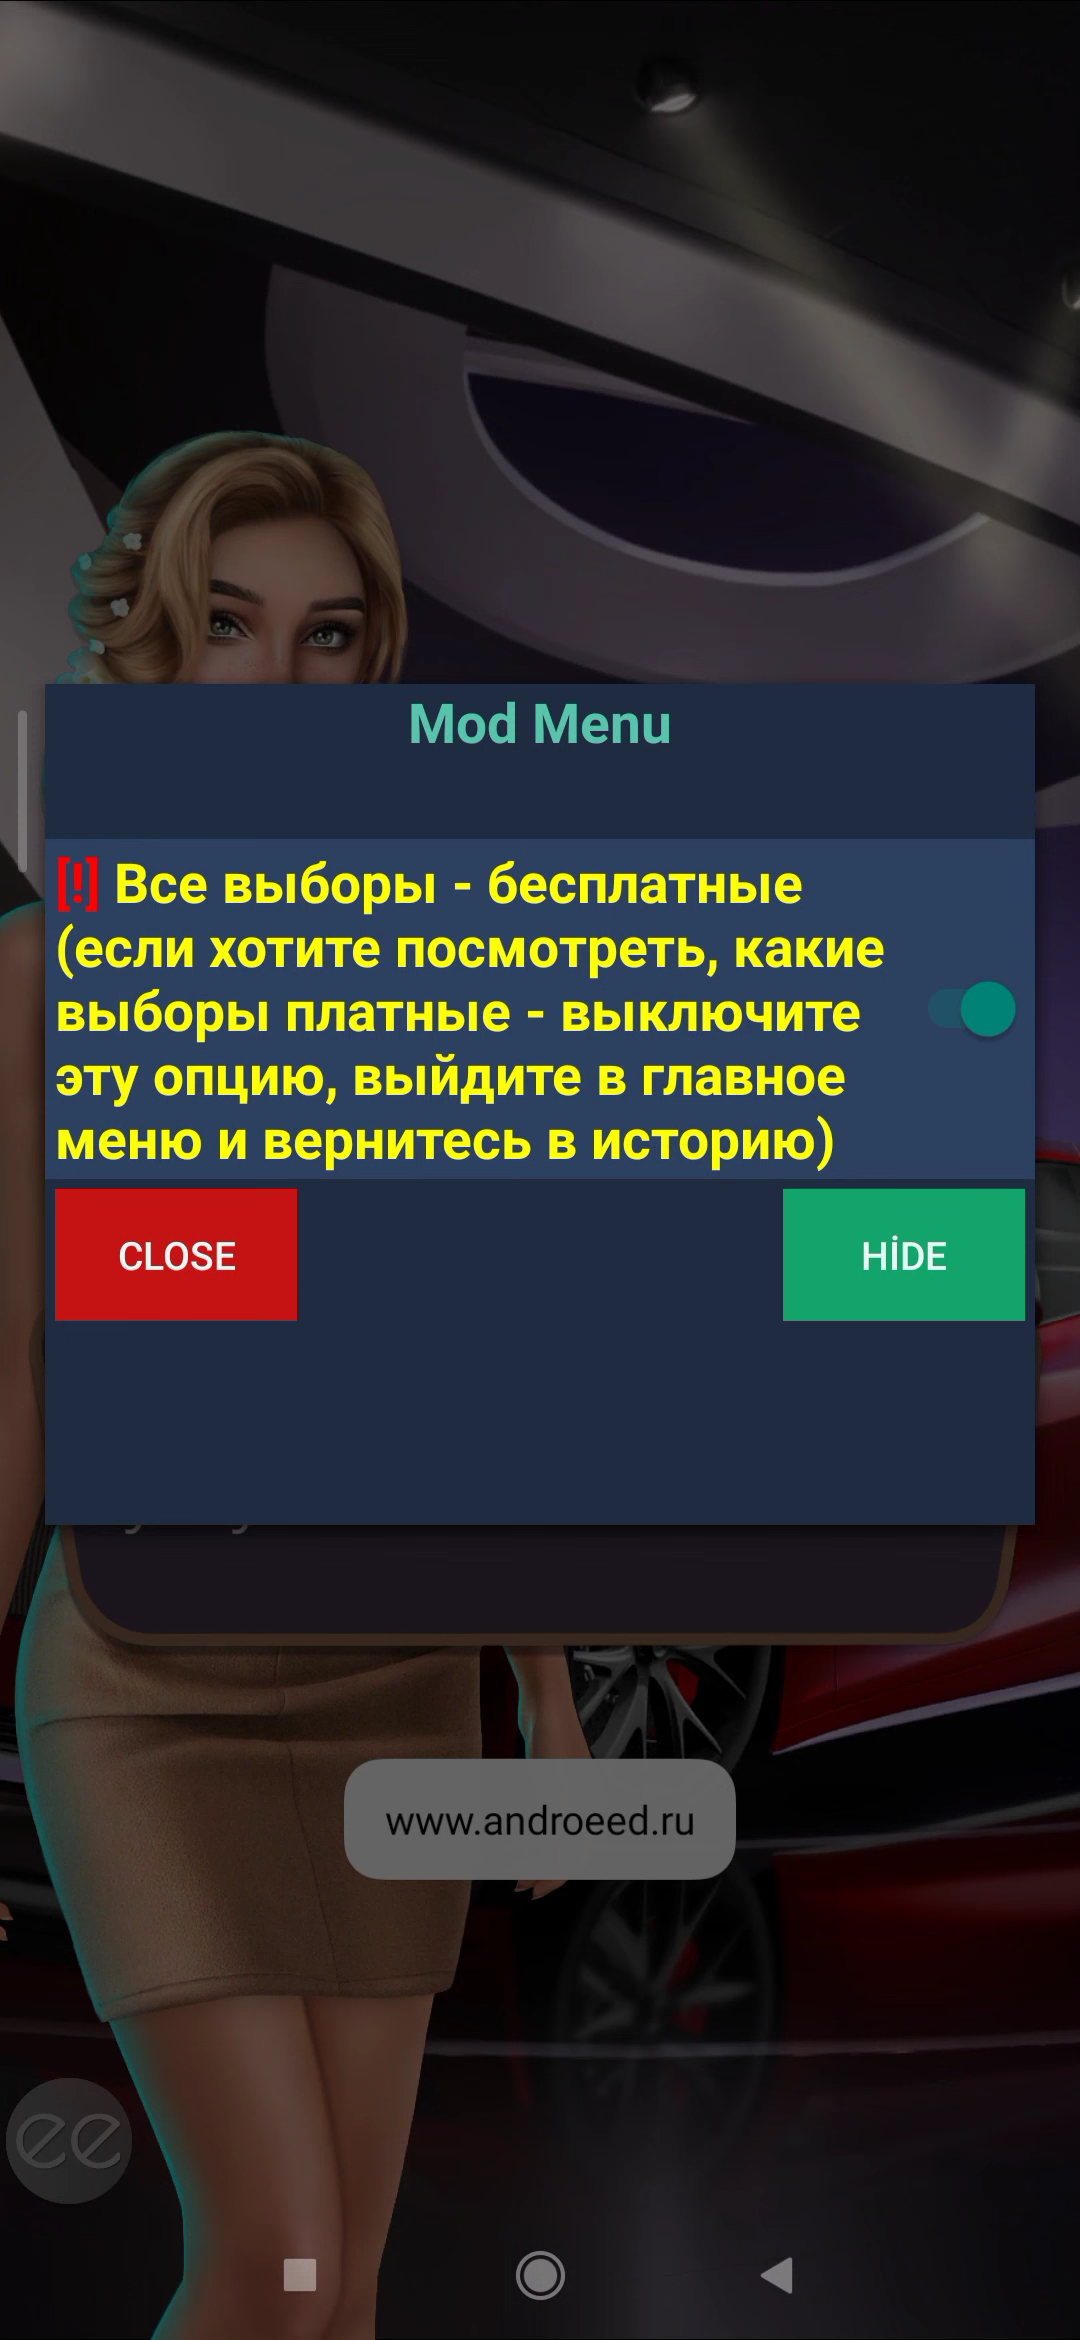 Mod Menu
[!] Все выборы - бесплатные
(если хотите посмотреть, какие
выборы платные - выключите
эту опцию, выйдите в главное
меню и вернитесь в историю)
CLOSE
HİDE
www.androeed.ru
ee